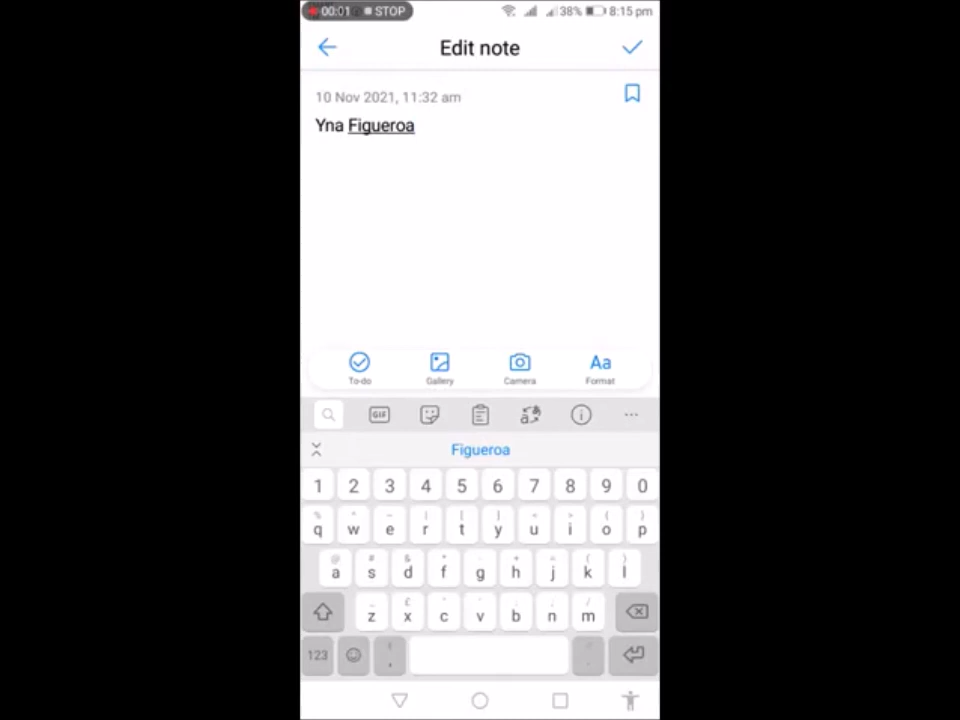 00:01 STOP 38% 8:15 pm
Edit note
10 Nov 2021, 11:32 am
Yna Figueroa
To-do Gallery Camera Format
GIF
Figueroa
1 2 3 4 5 6 7 8 9 0
q w e r t y u i o p
a s d f g h j k l
z x c v b n m
123